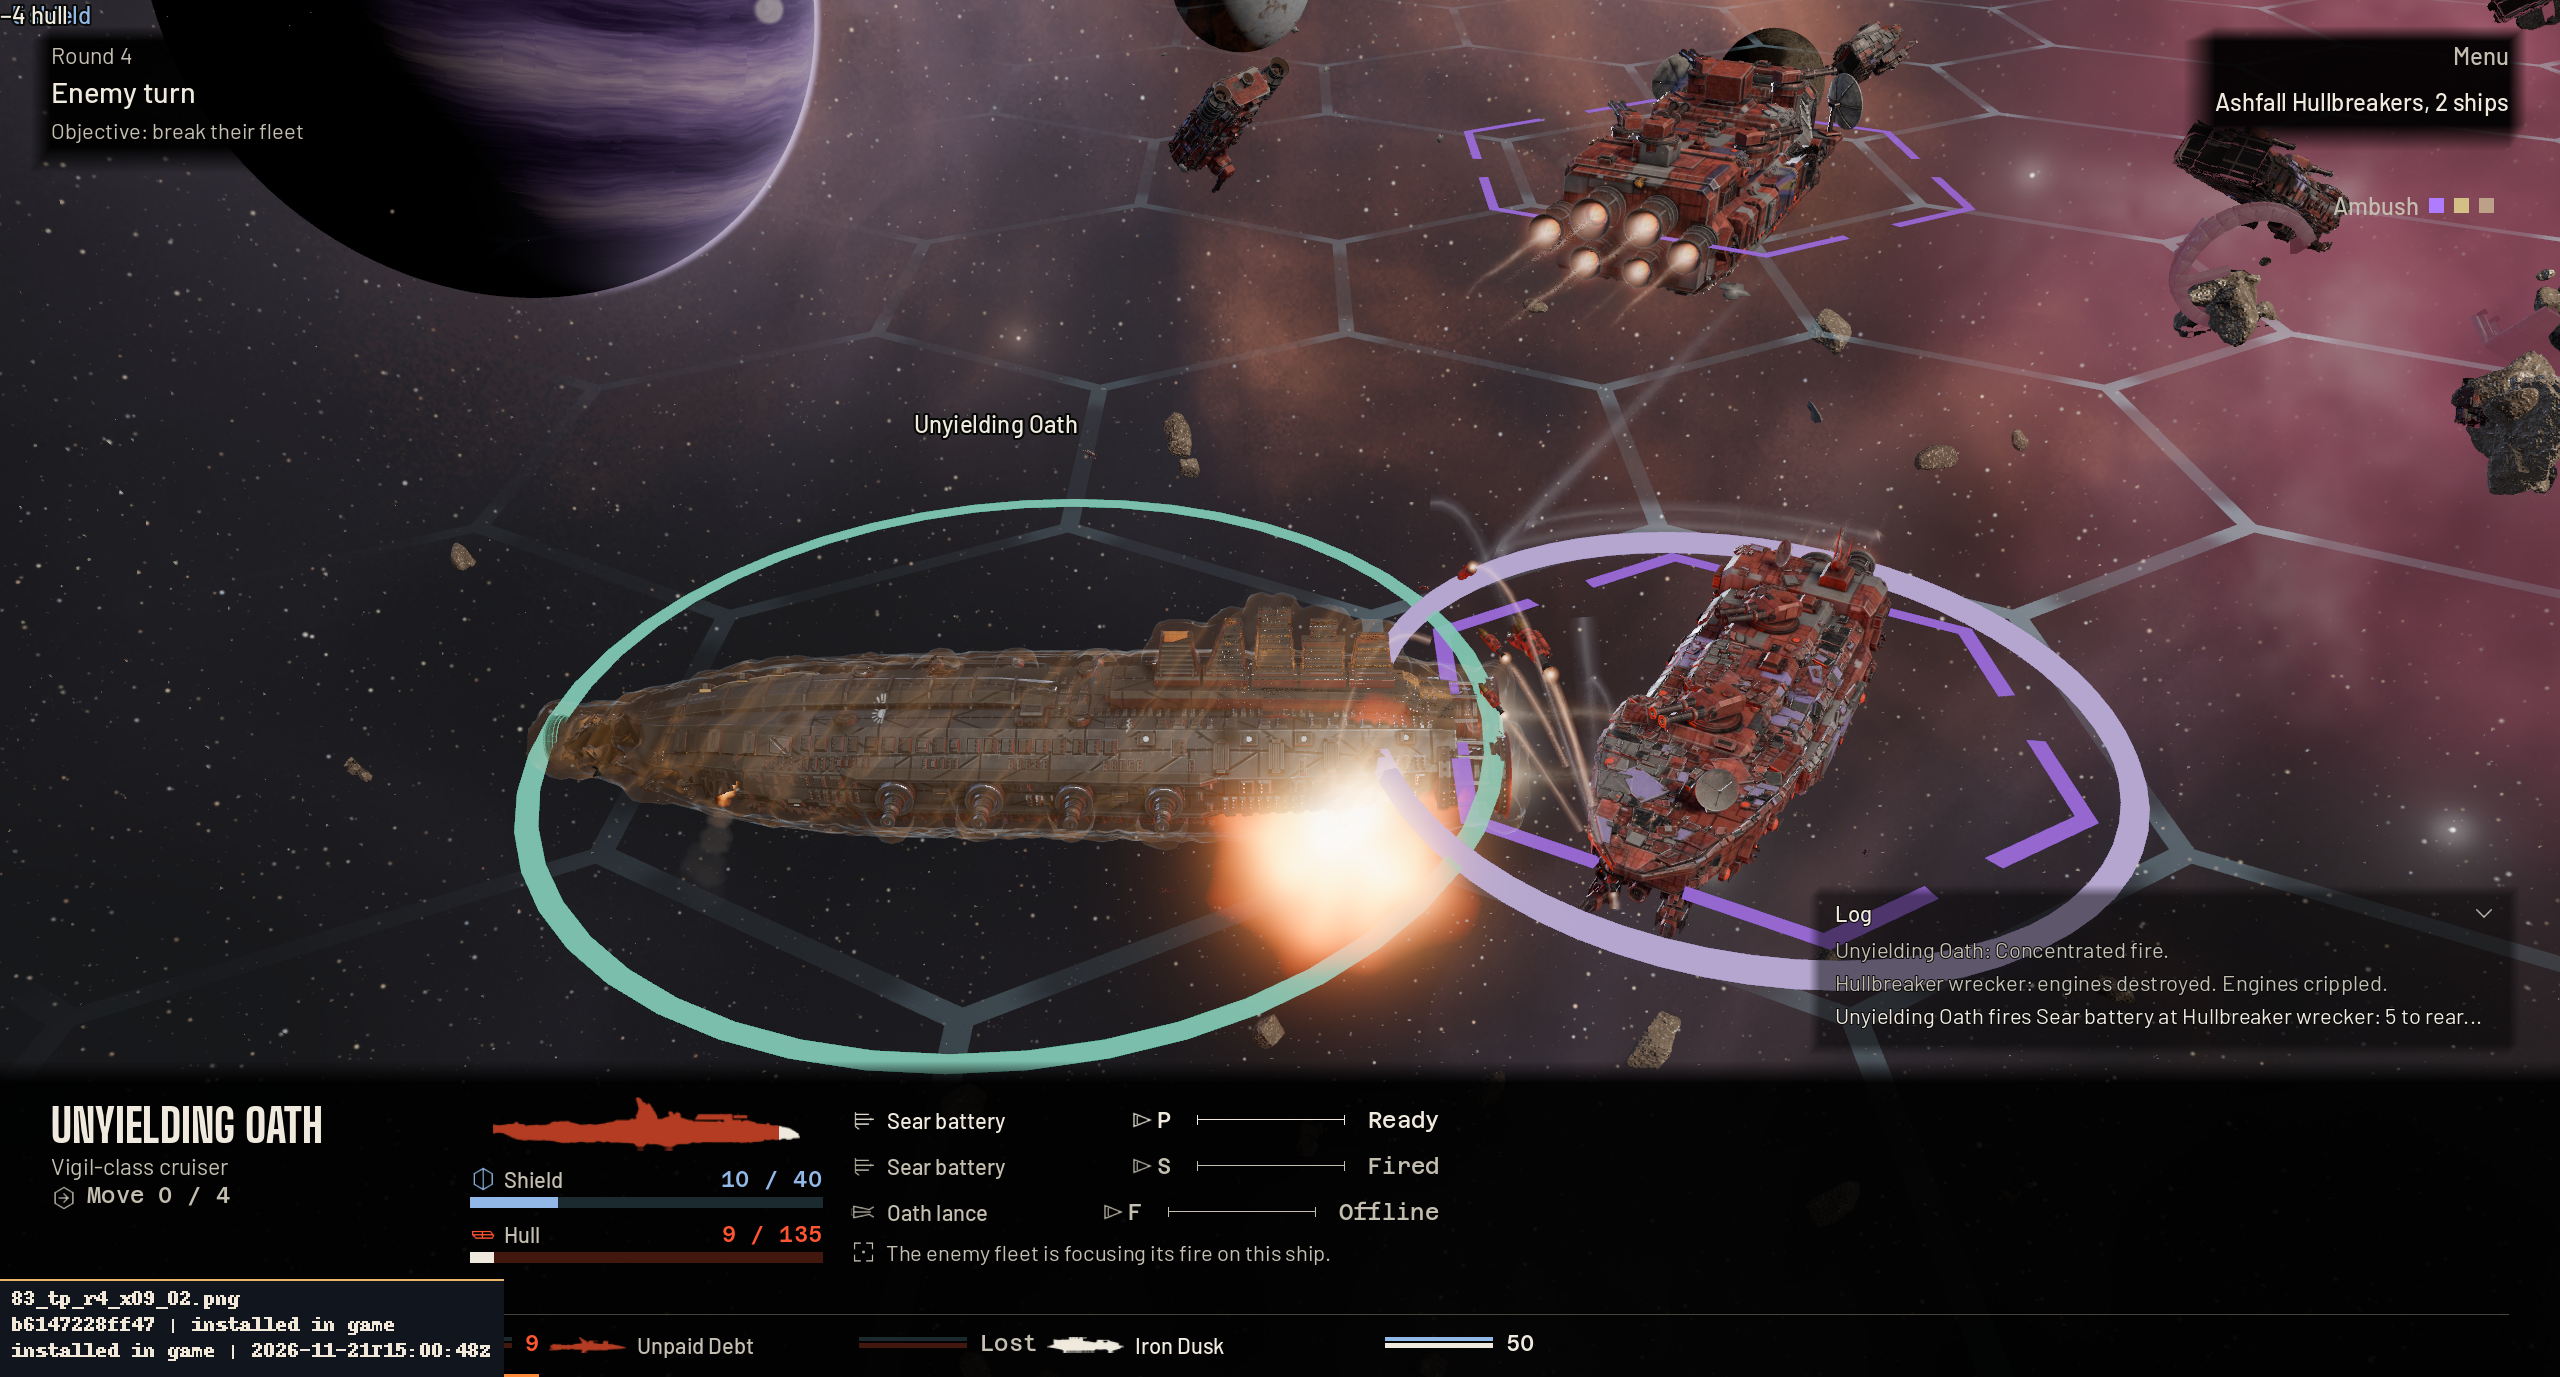 -4 hull
Round 4
Enemy turn
Objective: break their fleet
Menu
Ashfall Hullbreakers, 2 ships
Ambush
Unyielding Oath
Log
Unyielding Oath: Concentrated fire.
Hullbreaker wrecker: engines destroyed. Engines crippled.
Unyielding Oath fires Sear battery at Hullbreaker wrecker: 5 to rear...
UNYIELDING OATH
Vigil-class cruiser
Move 0 / 4
Shield 10 / 40
Hull 9 / 135
Sear battery P Ready
Sear battery S Fired
Oath lance F Offline
The enemy fleet is focusing its fire on this ship.
83_tp_r4_x09_02.png
b6147228ff47 | installed in game
installed in game | 2026-11-21r15:00:48z
9 Unpaid Debt Lost Iron Dusk 50